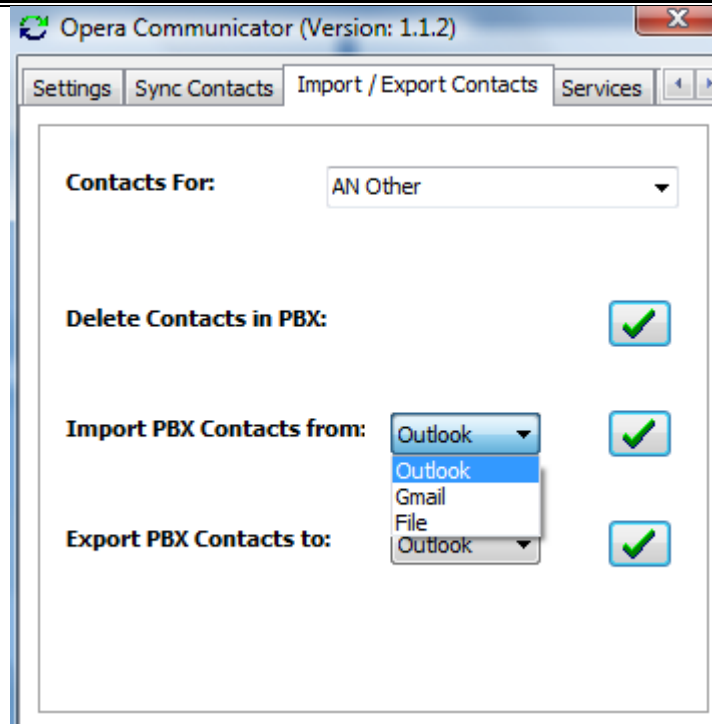 Opera Communicator (Version: 1.1.2)
Settings Sync Contacts Import / Export Contacts Services
Contacts For: AN Other
Delete Contacts in PBX:
Import PBX Contacts from: Outlook
Outlook
Gmail
File
Export PBX Contacts to: Outlook